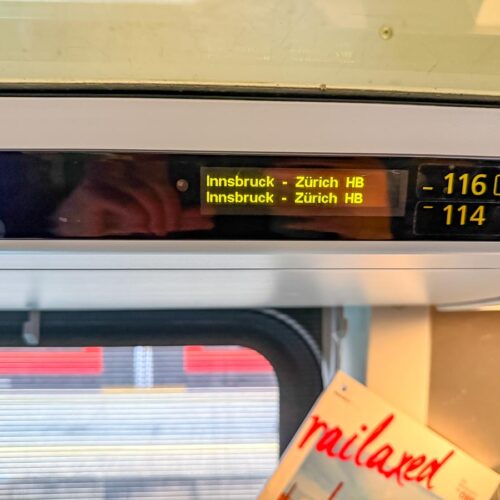 Innsbruck - Zürich HB
Innsbruck - Zürich HB
116
114
railaxed